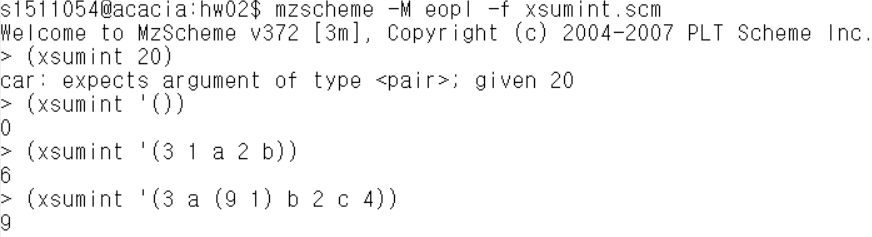 s1511054@acacia:hw02$ mzscheme -M eopl -f xsumint.scm
Welcome to MzScheme v372 [3m], Copyright (c) 2004-2007 PLT Scheme Inc.
> (xsumint 20)
car: expects argument of type <pair>; given 20
> (xsumint '())
0
> (xsumint '(3 1 a 2 b))
6
> (xsumint '(3 a (9 1) b 2 c 4))
9